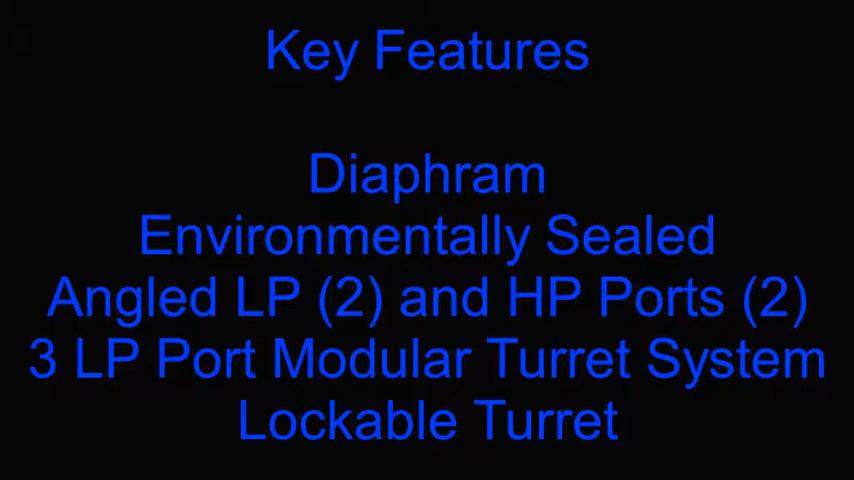 Key Features
Diaphram
Environmentally Sealed
Angled LP (2) and HP Ports (2)
3 LP Port Modular Turret System
Lockable Turret